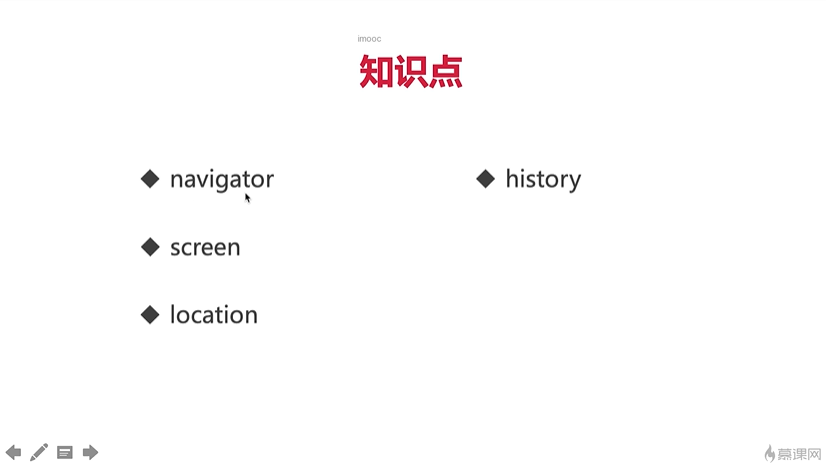 imooc
知识点
navigator
screen
location
history
慕课网